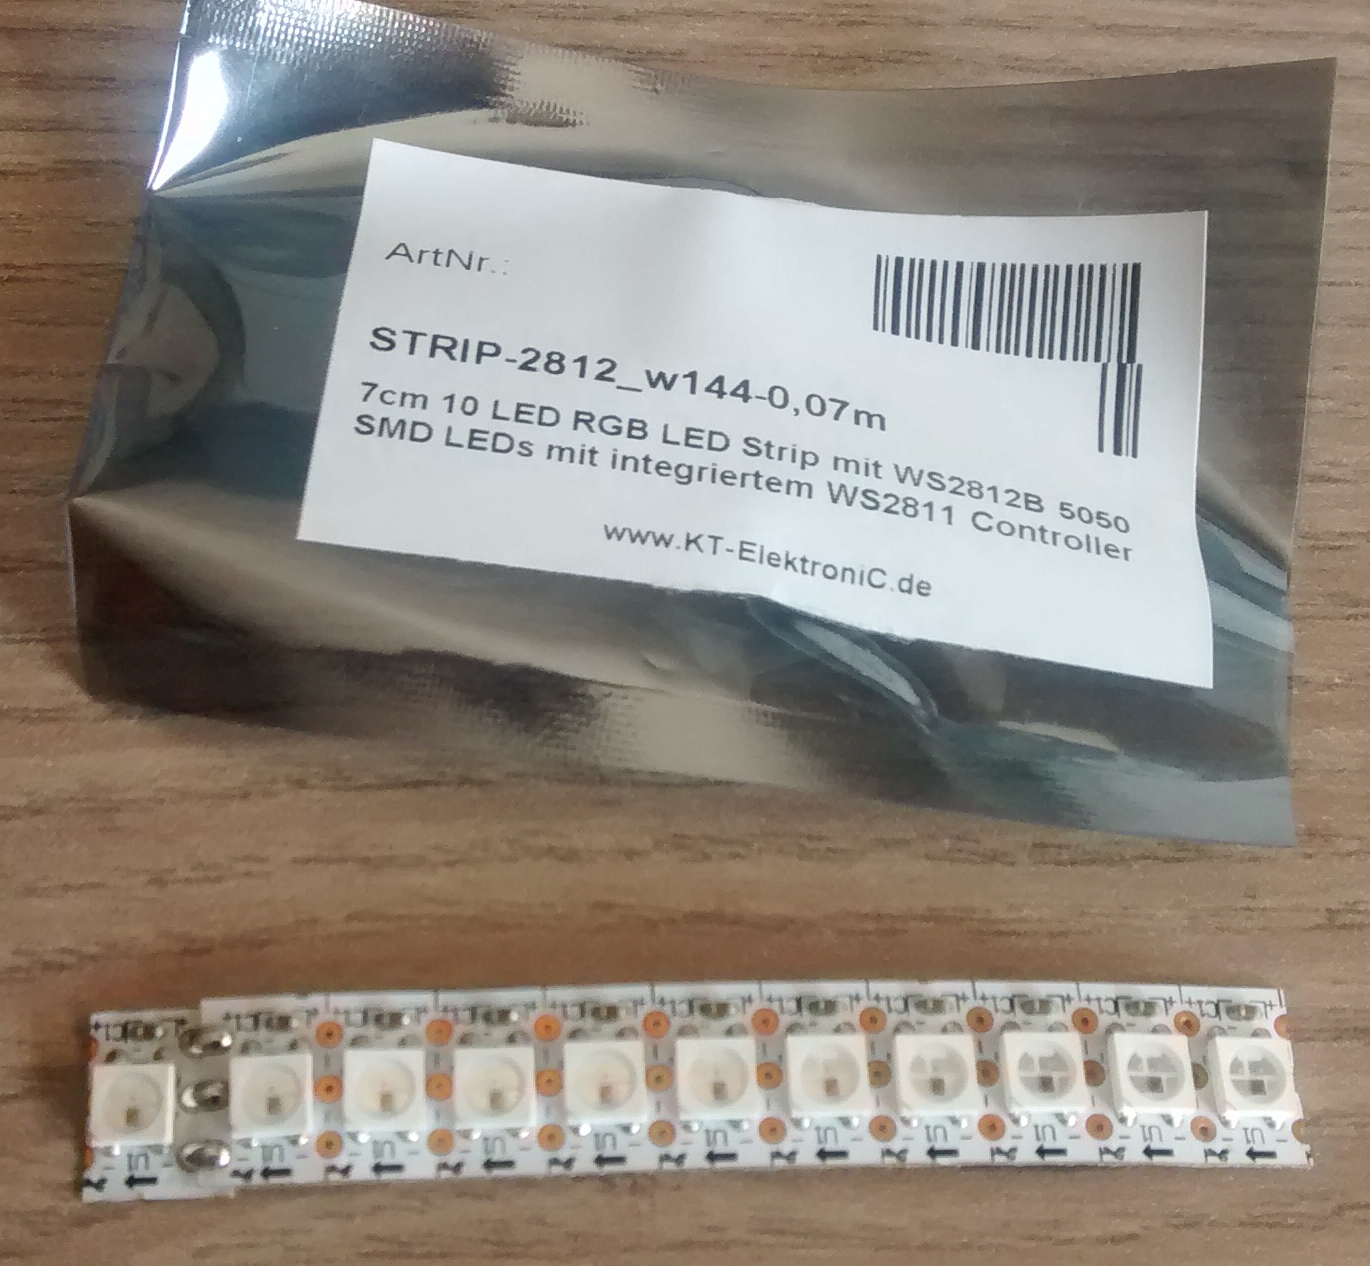 ArtNr.:
STRIP-2812_w144-0,07m
7cm 10 LED RGB LED Strip mit WS2812B 5050
SMD LEDs mit integriertem WS2811 Controller
www.KT-ElektroniC.de